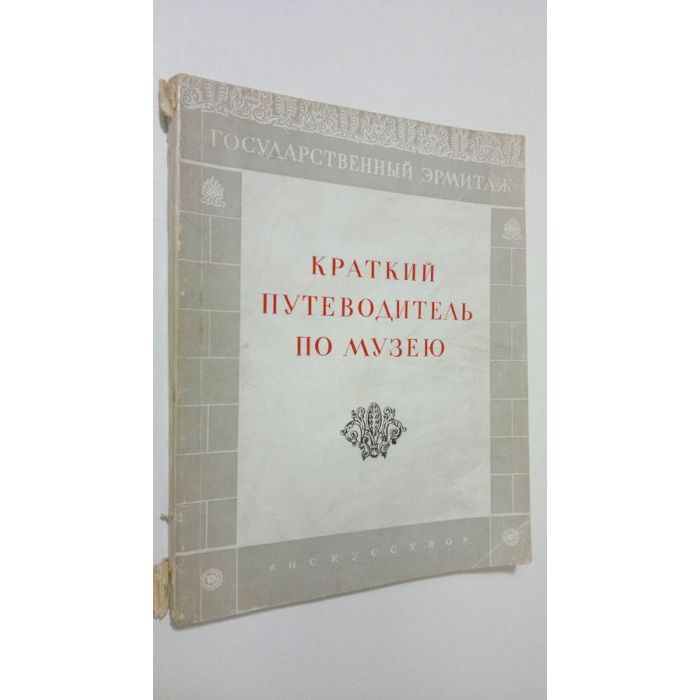 ГОСУДАРСТВЕННЫЙ ЭРМИТАЖ
КРАТКИЙ
ПУТЕВОДИТЕЛЬ
ПО МУЗЕЮ
«ИСКУССТВО»